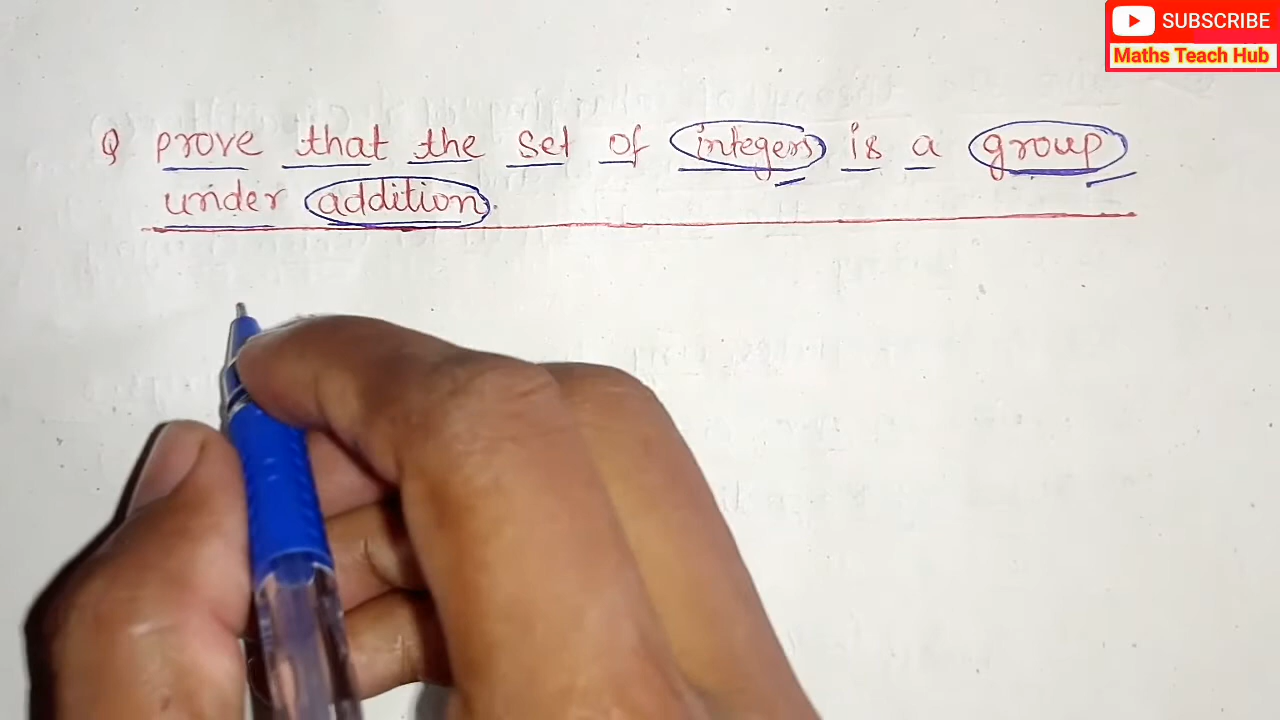 SUBSCRIBE
Maths Teach Hub
Q prove that the set of integers is a group
under addition.